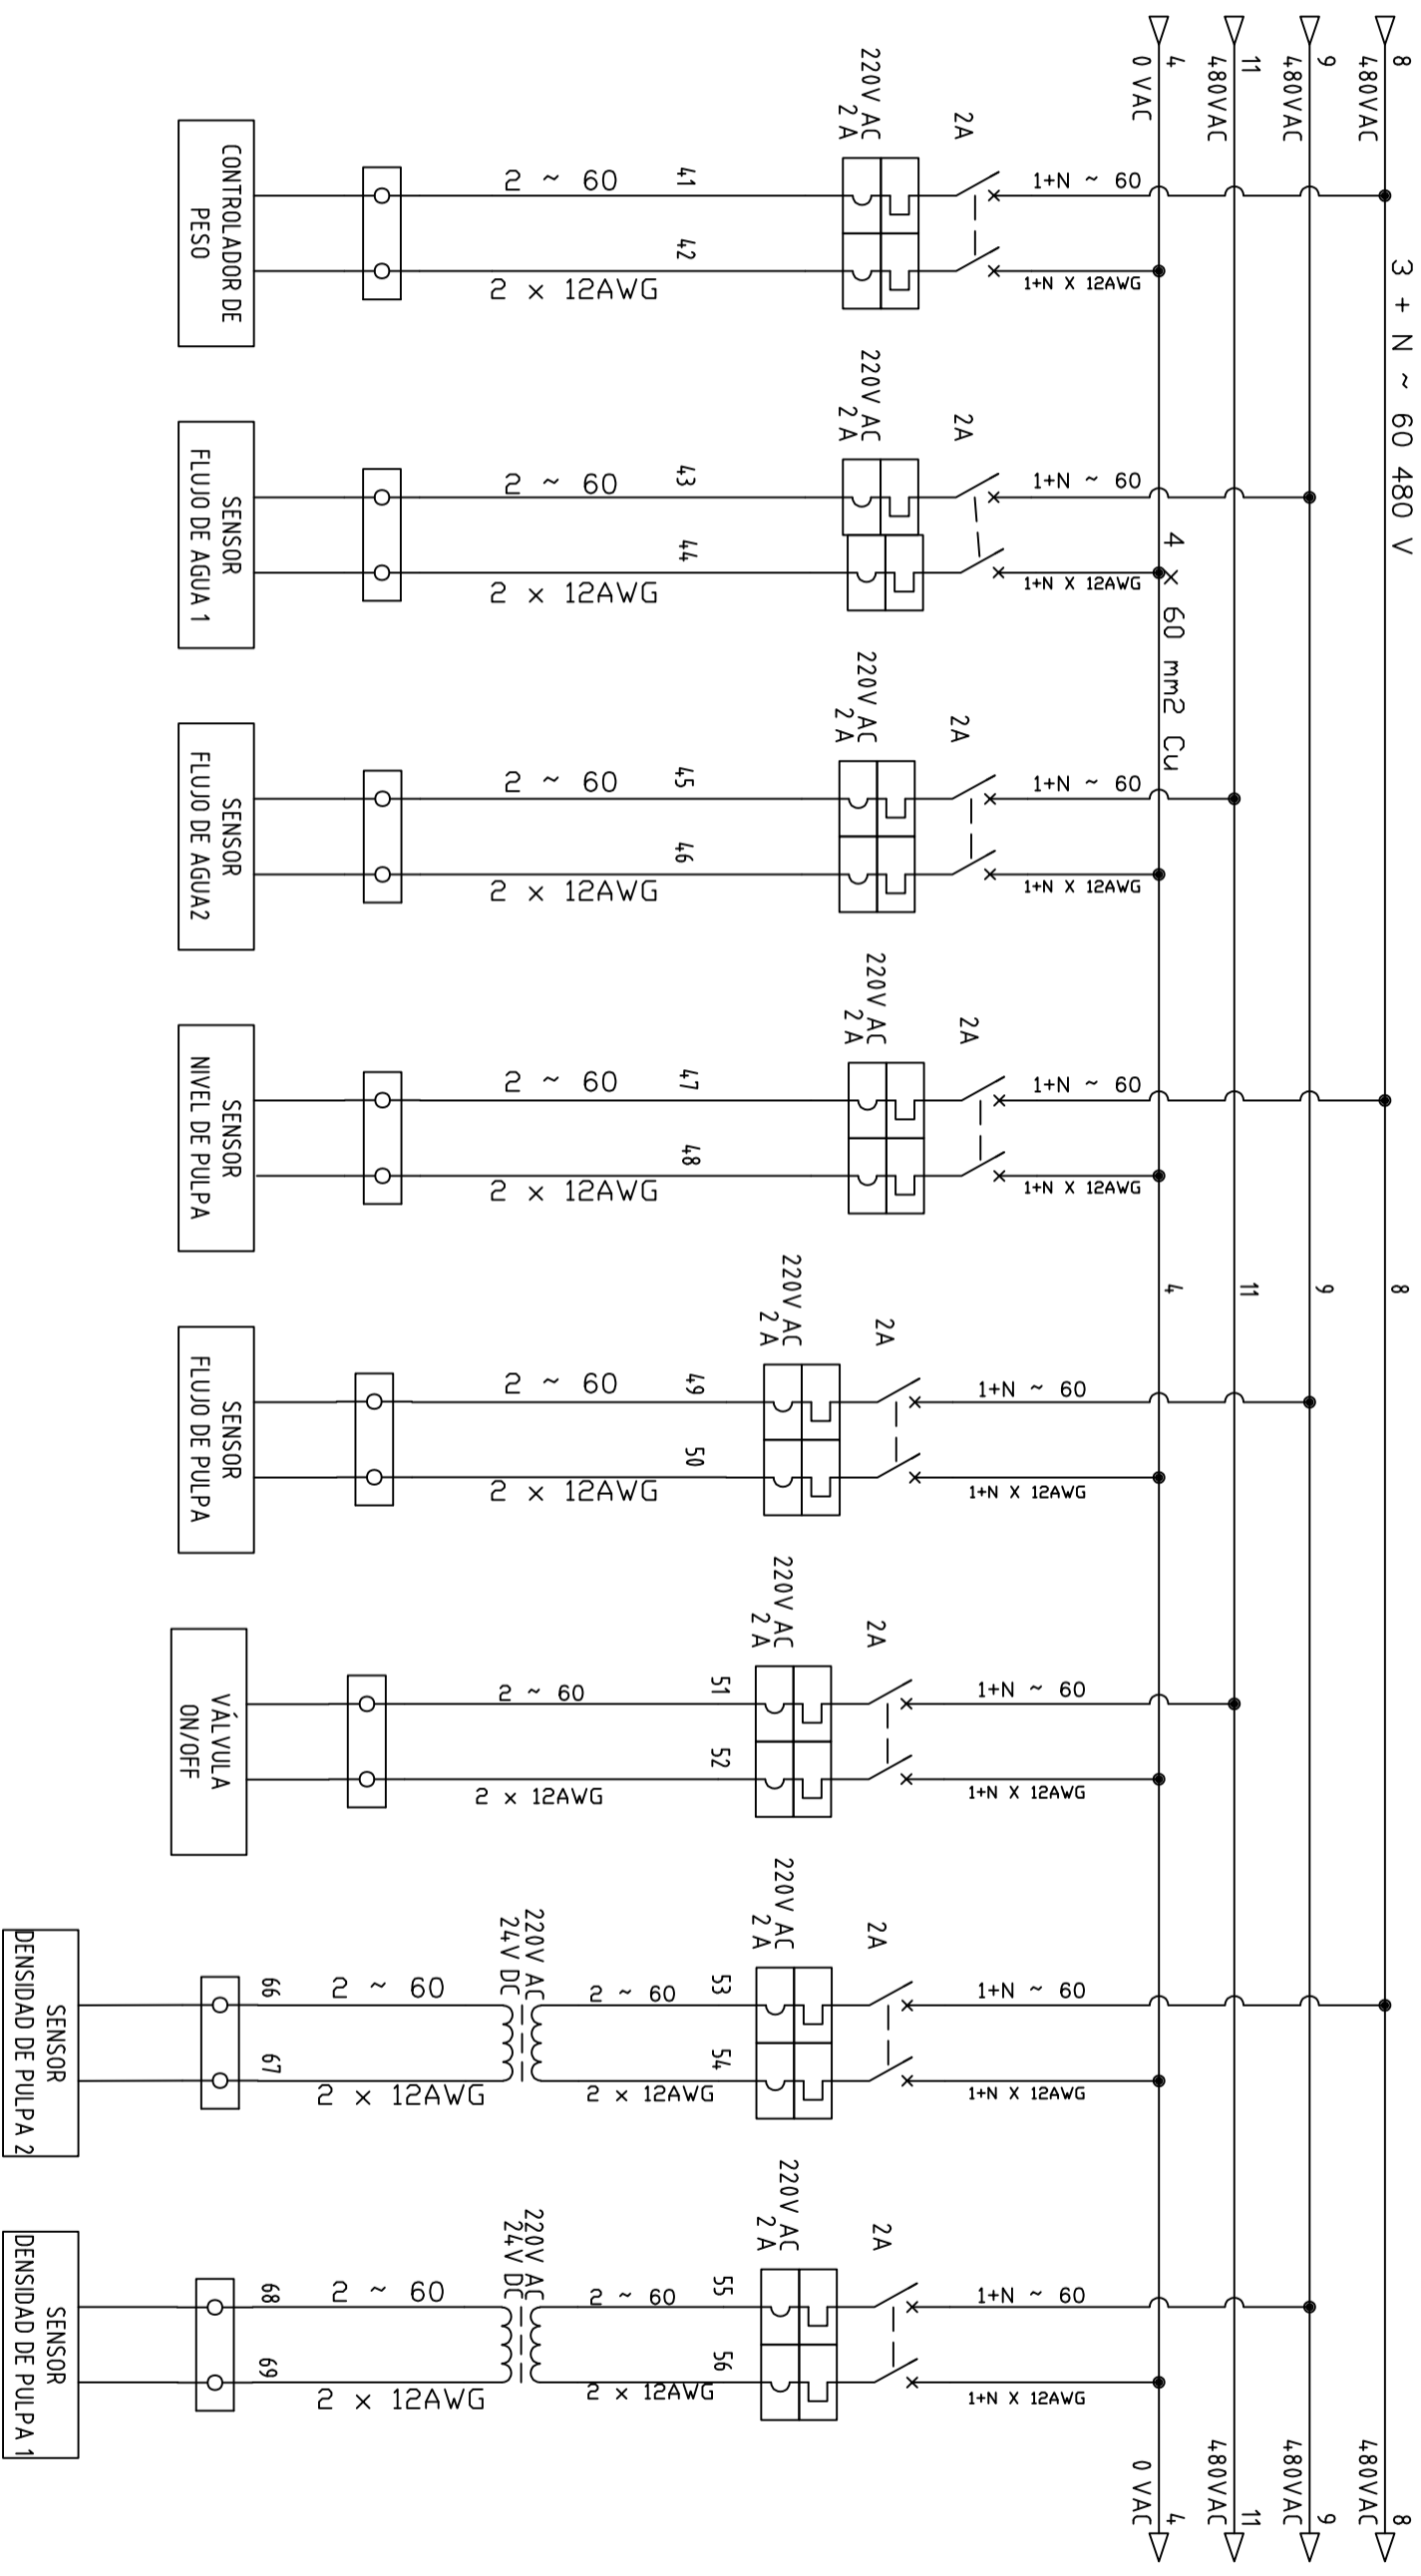 3 + N ~ 60 480 V
8
480VAC
9
480VAC
11
480VAC
4
0 VAC
4 x 60 mm2 Cu
8
9
11
4
8
480VAC
9
480VAC
11
480VAC
4
0 VAC
1+N ~ 60
1+N X 12AWG
2A
220V AC
2 A
41
42
2 ~ 60
2 x 12AWG
CONTROLADOR DE
PESO
1+N ~ 60
1+N X 12AWG
2A
220V AC
2 A
43
44
2 ~ 60
2 x 12AWG
SENSOR
FLUJO DE AGUA 1
1+N ~ 60
1+N X 12AWG
2A
220V AC
2 A
45
46
2 ~ 60
2 x 12AWG
SENSOR
FLUJO DE AGUA2
1+N ~ 60
1+N X 12AWG
2A
220V AC
2 A
47
48
2 ~ 60
2 x 12AWG
SENSOR
NIVEL DE PULPA
1+N ~ 60
1+N X 12AWG
2A
220V AC
2 A
49
50
2 ~ 60
2 x 12AWG
SENSOR
FLUJO DE PULPA
1+N ~ 60
1+N X 12AWG
2A
220V AC
2 A
51
52
2 ~ 60
2 x 12AWG
VÁLVULA
ON/OFF
1+N ~ 60
1+N X 12AWG
2A
220V AC
2 A
53
54
2 ~ 60
2 x 12AWG
220V AC
24V DC
2 ~ 60
2 x 12AWG
66
67
SENSOR
DENSIDAD DE PULPA 2
1+N ~ 60
1+N X 12AWG
2A
220V AC
2 A
55
56
2 ~ 60
2 x 12AWG
220V AC
24V DC
2 ~ 60
2 x 12AWG
68
69
SENSOR
DENSIDAD DE PULPA 1